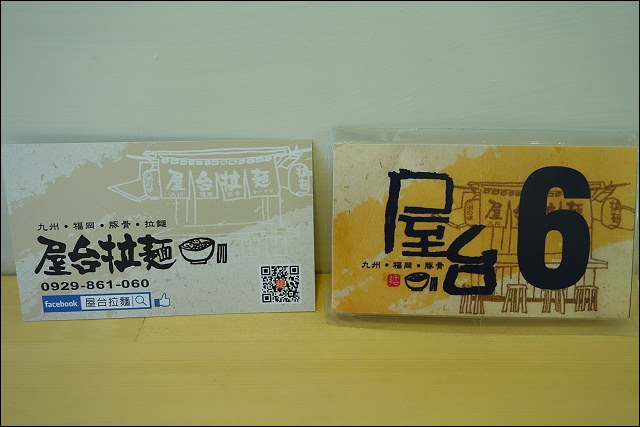 屋台拉麵
九州・福岡・豚骨・拉麵
屋台拉麵
0929-861-060
facebook 屋台拉麵
屋台
6
九州・福岡・豚骨
麵